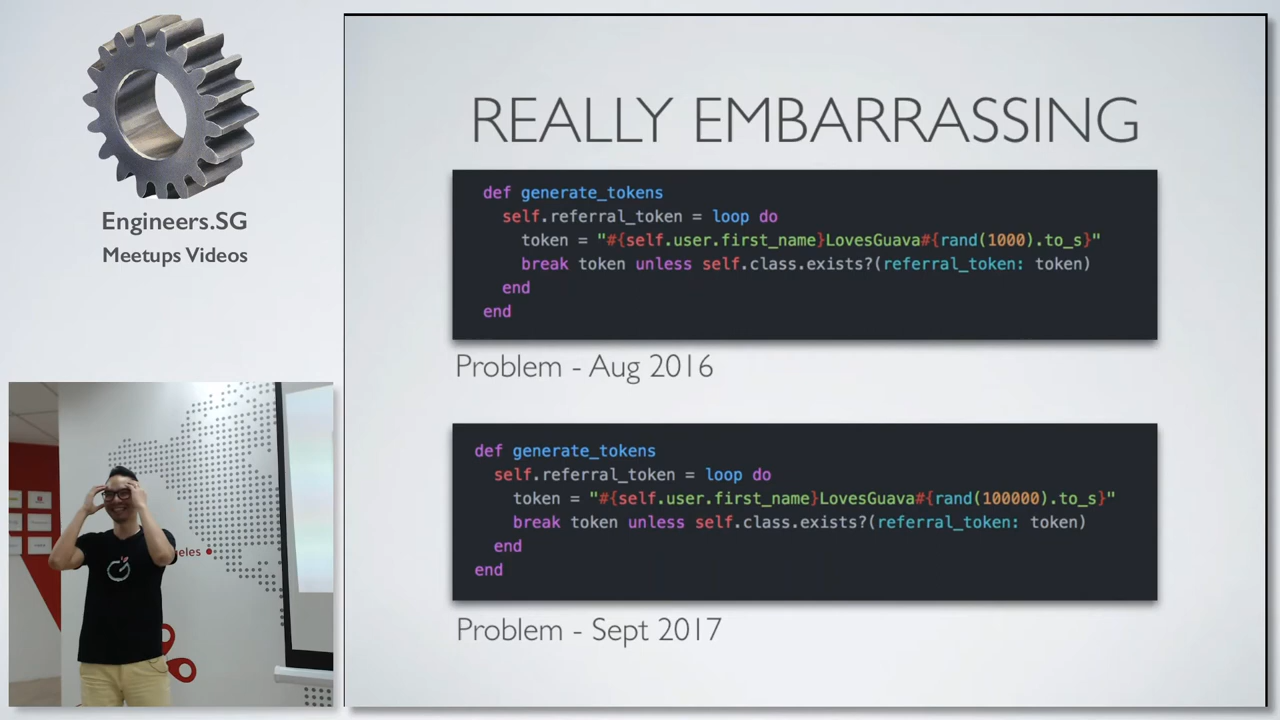 Engineers.SG
Meetups Videos
REALLY EMBARRASSING
def generate_tokens
self.referral_token = loop do
token = "#{self.user.first_name}LovesGuava#{rand(1000).to_s}"
break token unless self.class.exists?(referral_token: token)
end
end
Problem - Aug 2016
def generate_tokens
self.referral_token = loop do
token = "#{self.user.first_name}LovesGuava#{rand(100000).to_s}"
break token unless self.class.exists?(referral_token: token)
end
end
Problem - Sept 2017